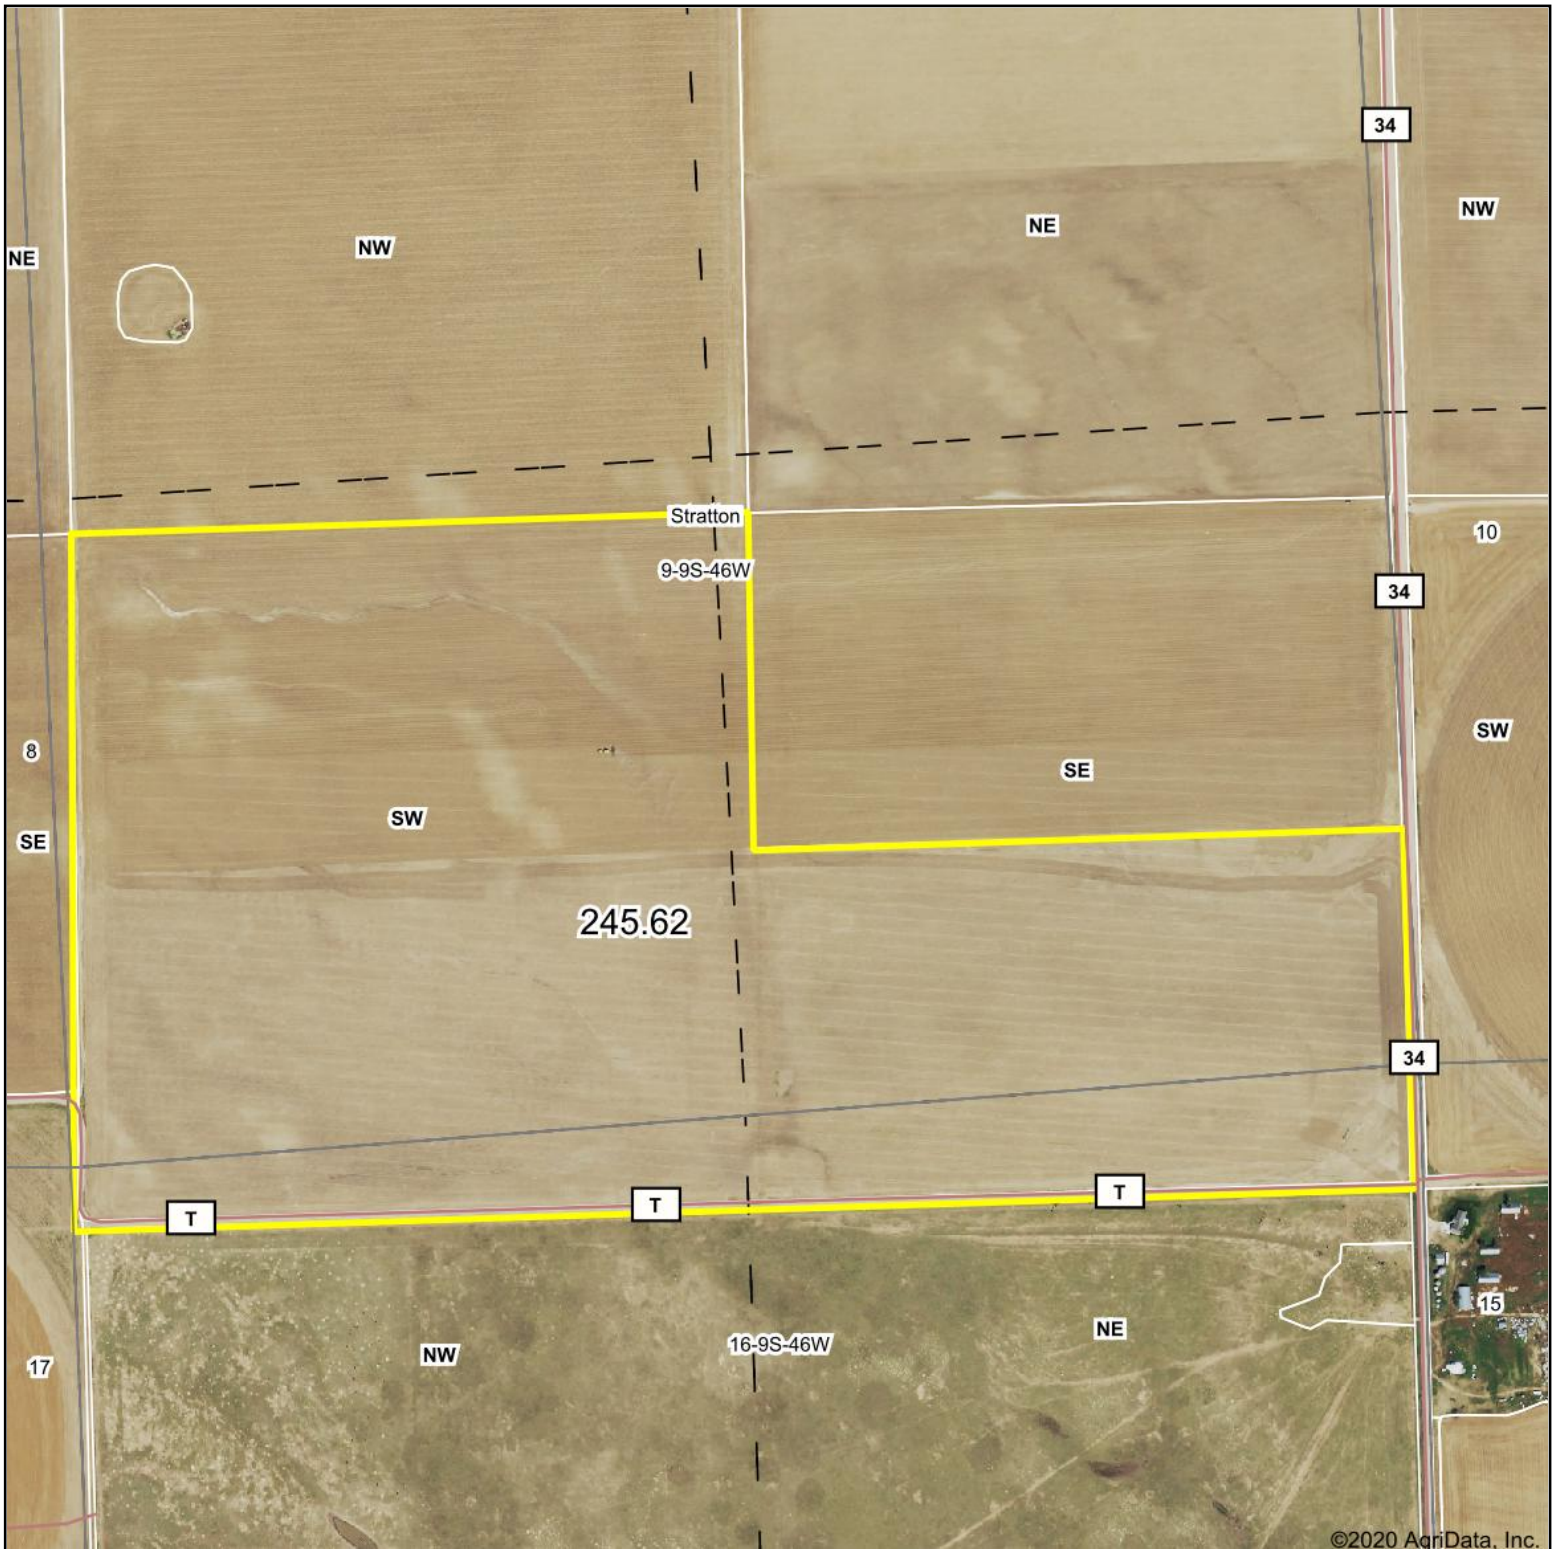 34
NW
NE
NW
NE
Stratton
10
9-9S-46W
34
SW
8
SE
SW
SE
245.62
34
T
T
T
15
NE
16-9S-46W
NW
17
©2020 AgriData, Inc.